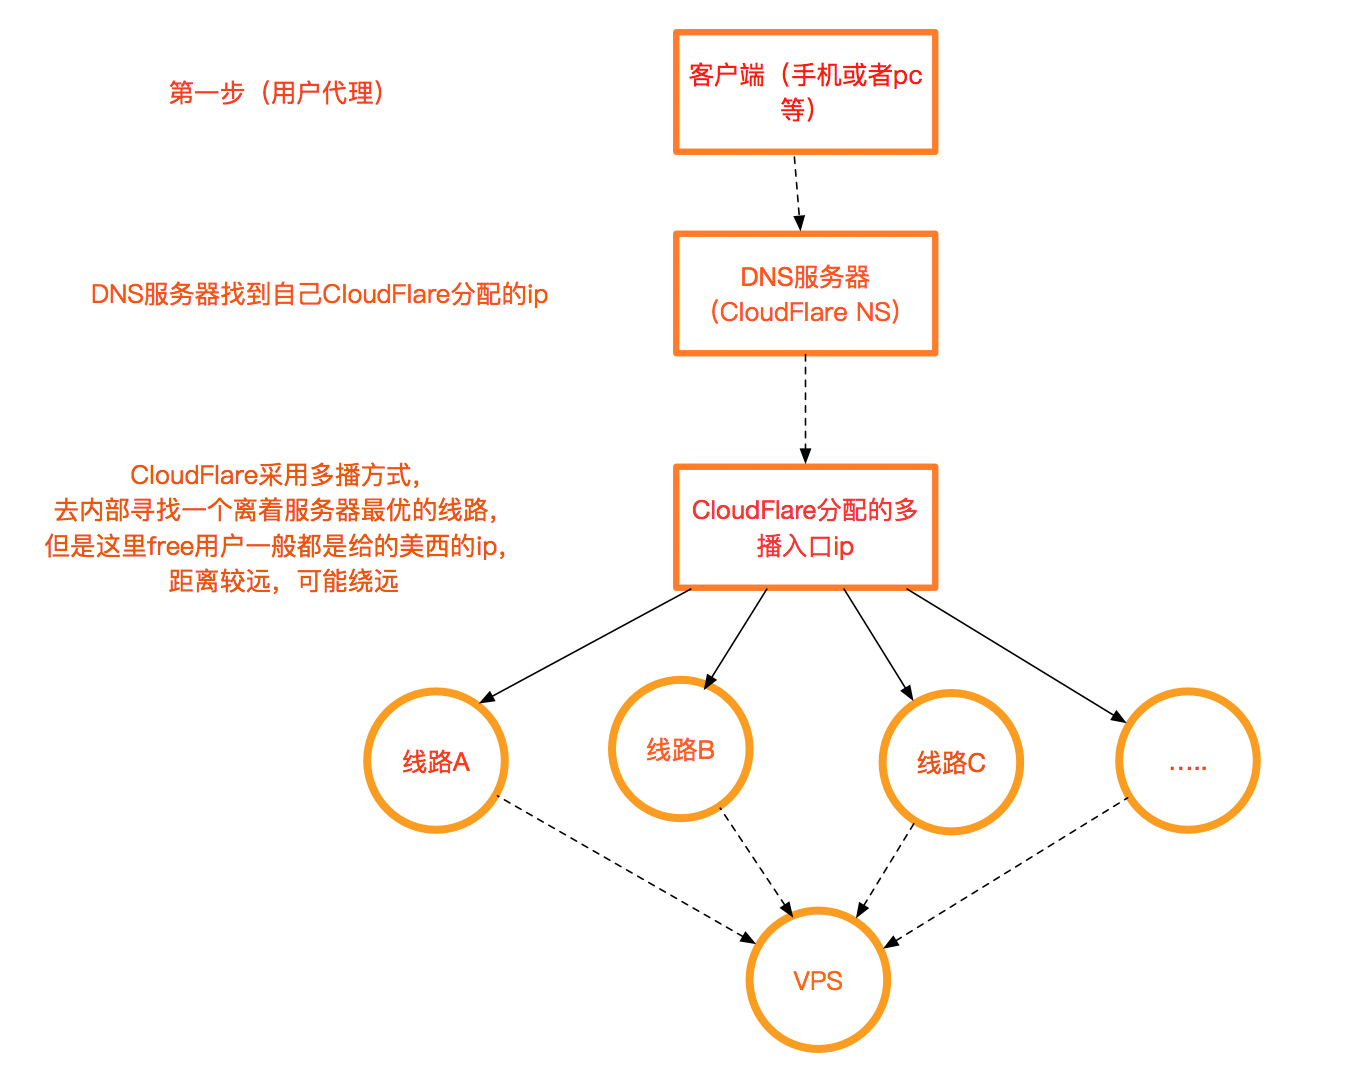 第一步（用户代理）
客户端（手机或者pc
等）
DNS服务器找到自己CloudFlare分配的ip
DNS服务器
（CloudFlare NS）
CloudFlare采用多播方式，
去内部寻找一个离着服务器最优的线路，
但是这里free用户一般都是给的美西的ip，
距离较远，可能绕远
CloudFlare分配的多
播入口ip
线路A
线路B
线路C
.....
VPS